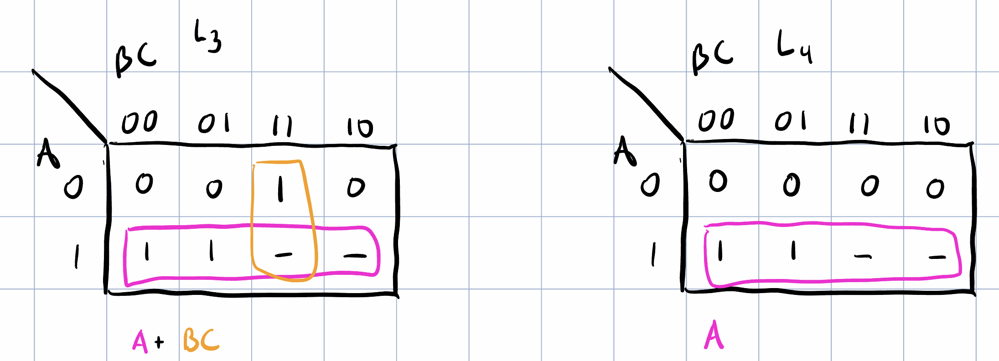 L3
BC
00 01 11 10
A
0 0 0 1 0
1 1 1 - -
A + BC
L4
BC
00 01 11 10
A
0 0 0 0 0
1 1 1 - -
A